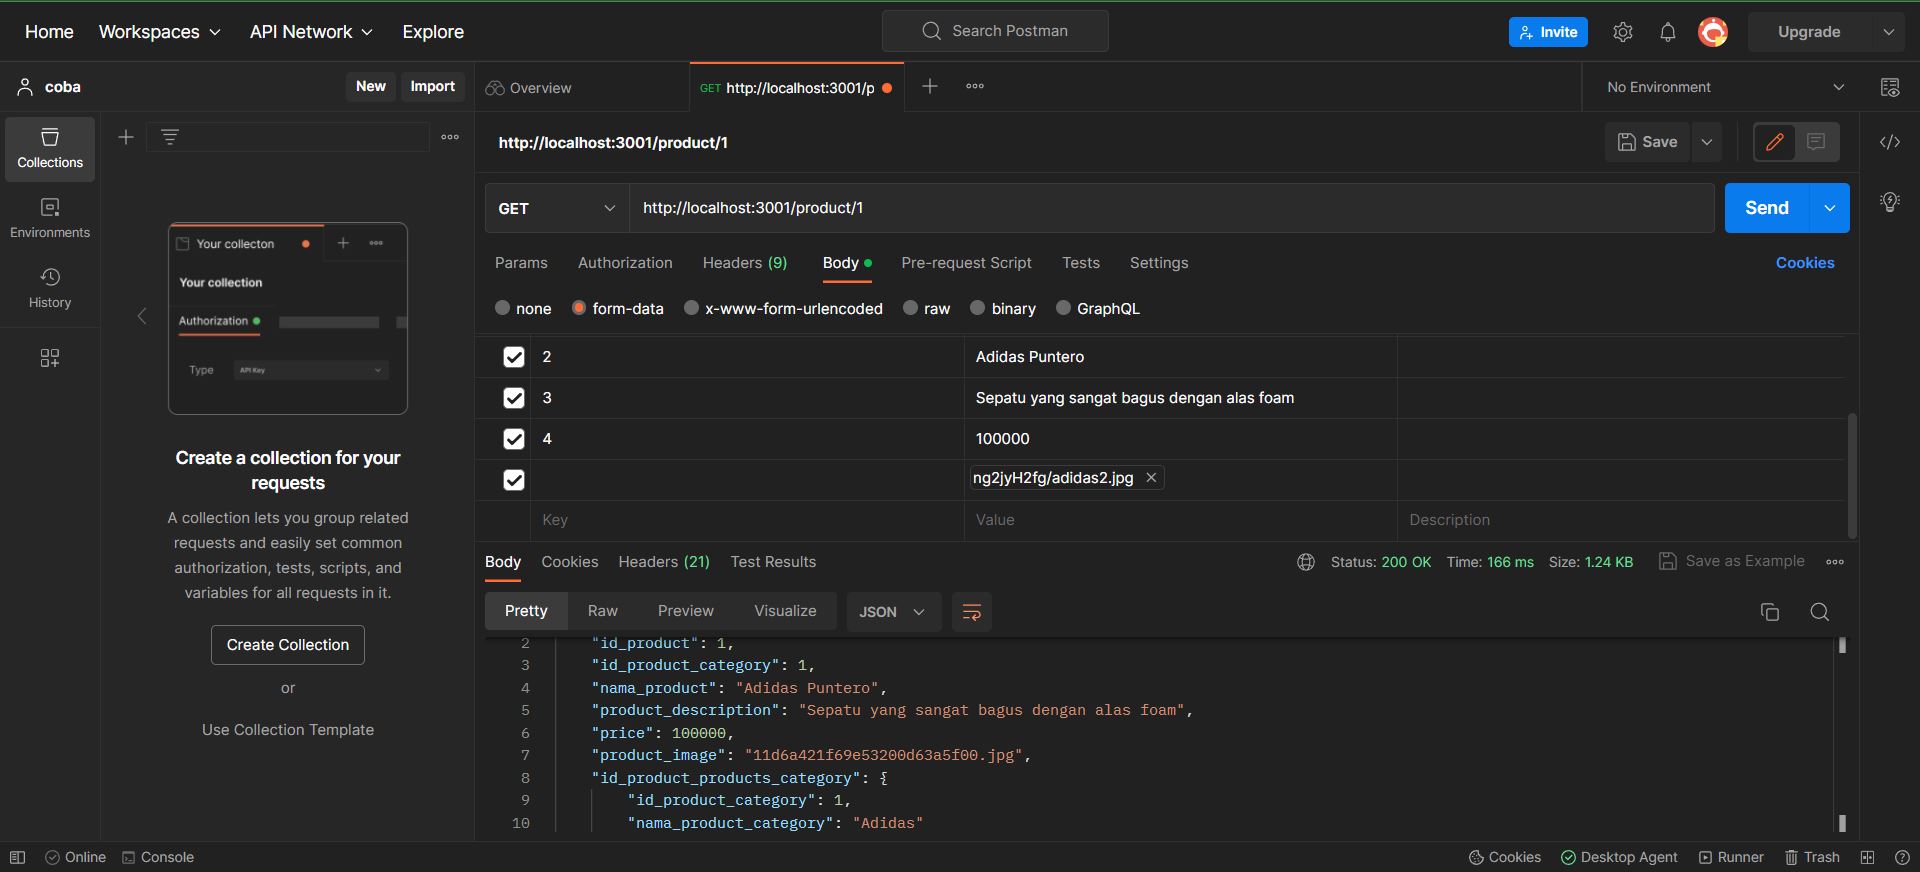 Home Workspaces API Network Explore Search Postman Invite Upgrade
coba New Import Overview GET http://localhost:3001/p No Environment
http://localhost:3001/product/1 Save
Collections
Environments
History
Your collecton
Your collection
Authorization
Type API Key
Create a collection for your
requests
A collection lets you group related
requests and easily set common
authorization, tests, scripts, and
variables for all requests in it.
Create Collection
or
Use Collection Template
GET http://localhost:3001/product/1 Send
Params Authorization Headers (9) Body Pre-request Script Tests Settings Cookies
none form-data x-www-form-urlencoded raw binary GraphQL
2 Adidas Puntero
3 Sepatu yang sangat bagus dengan alas foam
4 100000
ng2jyH2fg/adidas2.jpg
Key Value Description
Body Cookies Headers (21) Test Results Status: 200 OK Time: 166 ms Size: 1.24 KB Save as Example
Pretty Raw Preview Visualize JSON
2 "id_product": 1,
3 "id_product_category": 1,
4 "nama_product": "Adidas Puntero",
5 "product_description": "Sepatu yang sangat bagus dengan alas foam",
6 "price": 100000,
7 "product_image": "11d6a421f69e53200d63a5f00.jpg",
8 "id_product_products_category": {
9 "id_product_category": 1,
10 "nama_product_category": "Adidas"
Online Console Cookies Desktop Agent Runner Trash